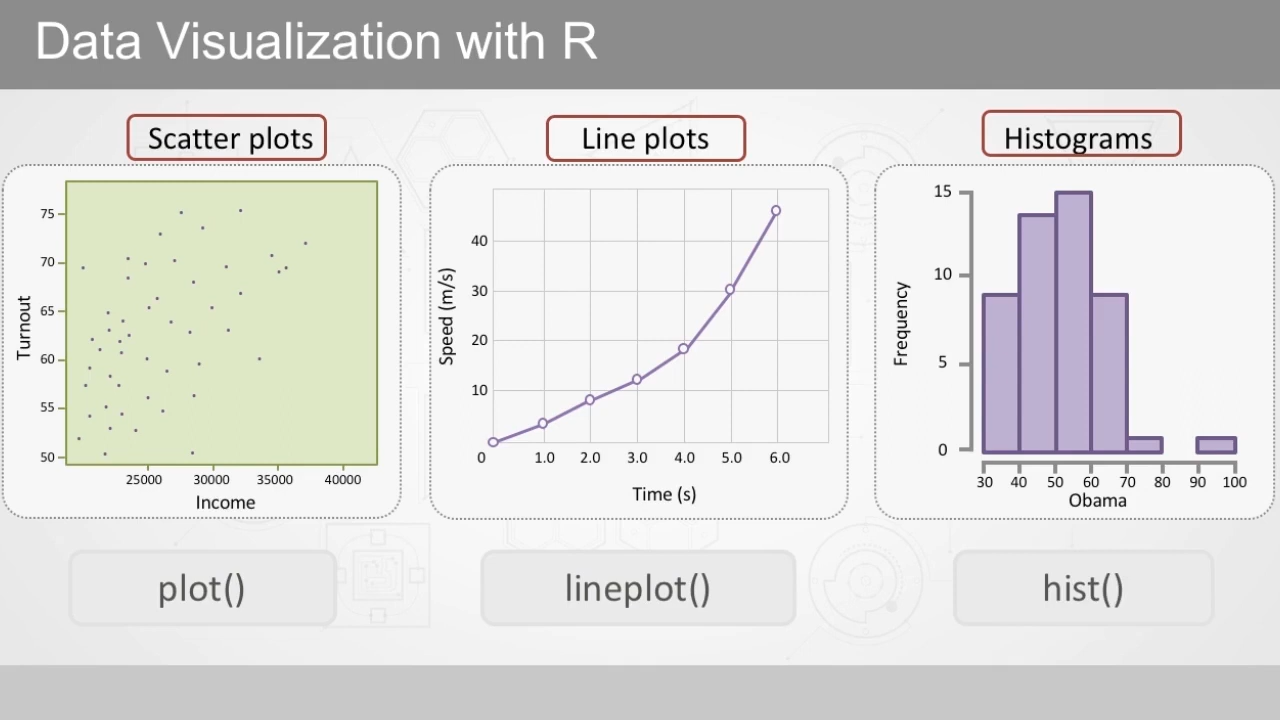 Data Visualization with R
Scatter plots
Line plots
Histograms
75
70
65
60
55
50
Turnout
25000 30000 35000 40000
Income
40
30
20
10
Speed (m/s)
0 1.0 2.0 3.0 4.0 5.0 6.0
Time (s)
15
10
5
0
Frequency
30 40 50 60 70 80 90 100
Obama
plot()
lineplot()
hist()